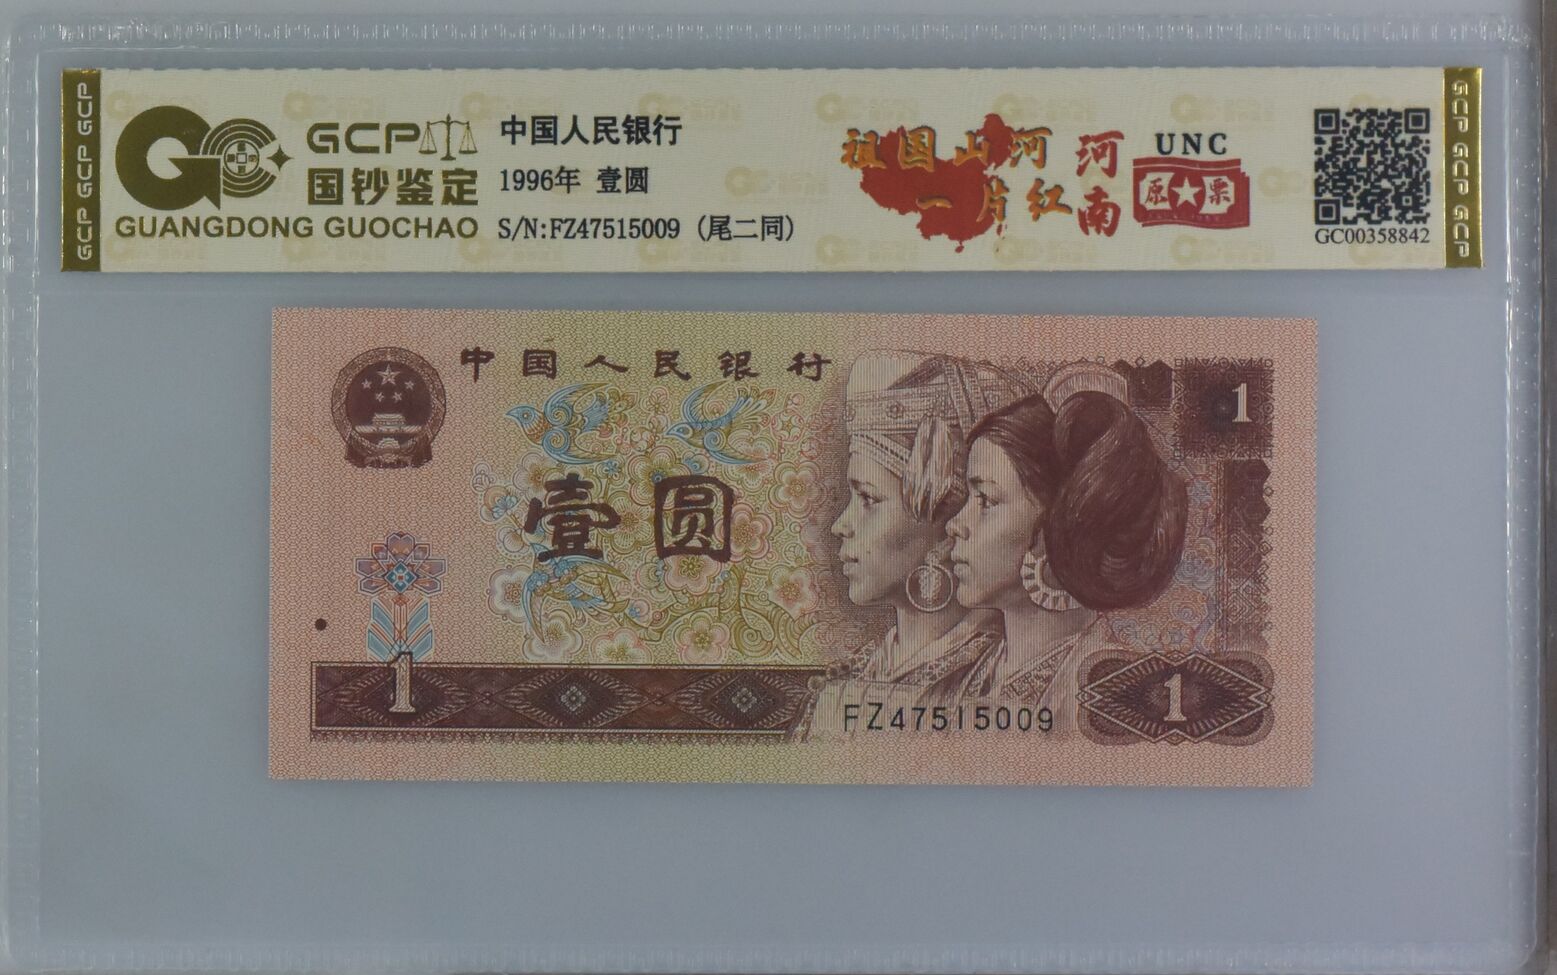 GCP GCP GCP
GCP
国钞鉴定
GUANGDONG GUOCHAO
中国人民银行
1996年 壹圆
S/N:FZ47515009 (尾二同)
祖国山河
一片红
河南
UNC
原票
GC00358842
GCP GCP GCP
中国人民银行
1
壹圆
1
FZ47515009
1